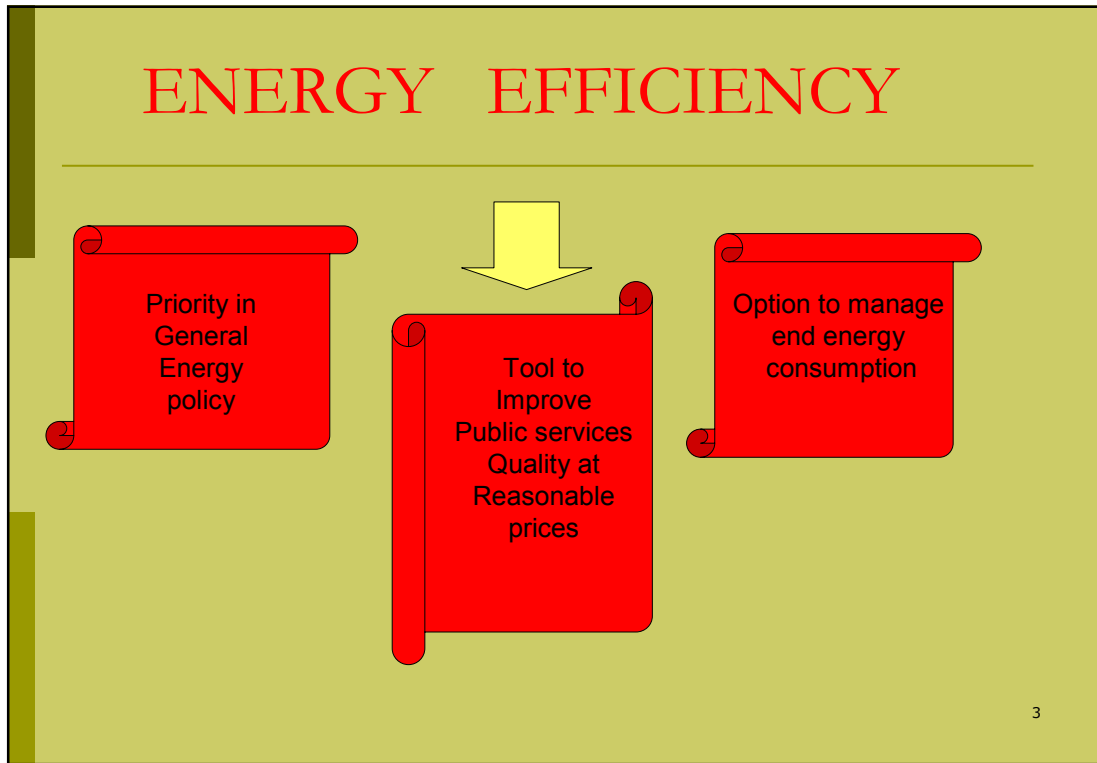 ENERGY EFFICIENCY
Priority in
General
Energy
policy
Tool to
Improve
Public services
Quality at
Reasonable
prices
Option to manage
end energy
consumption
3